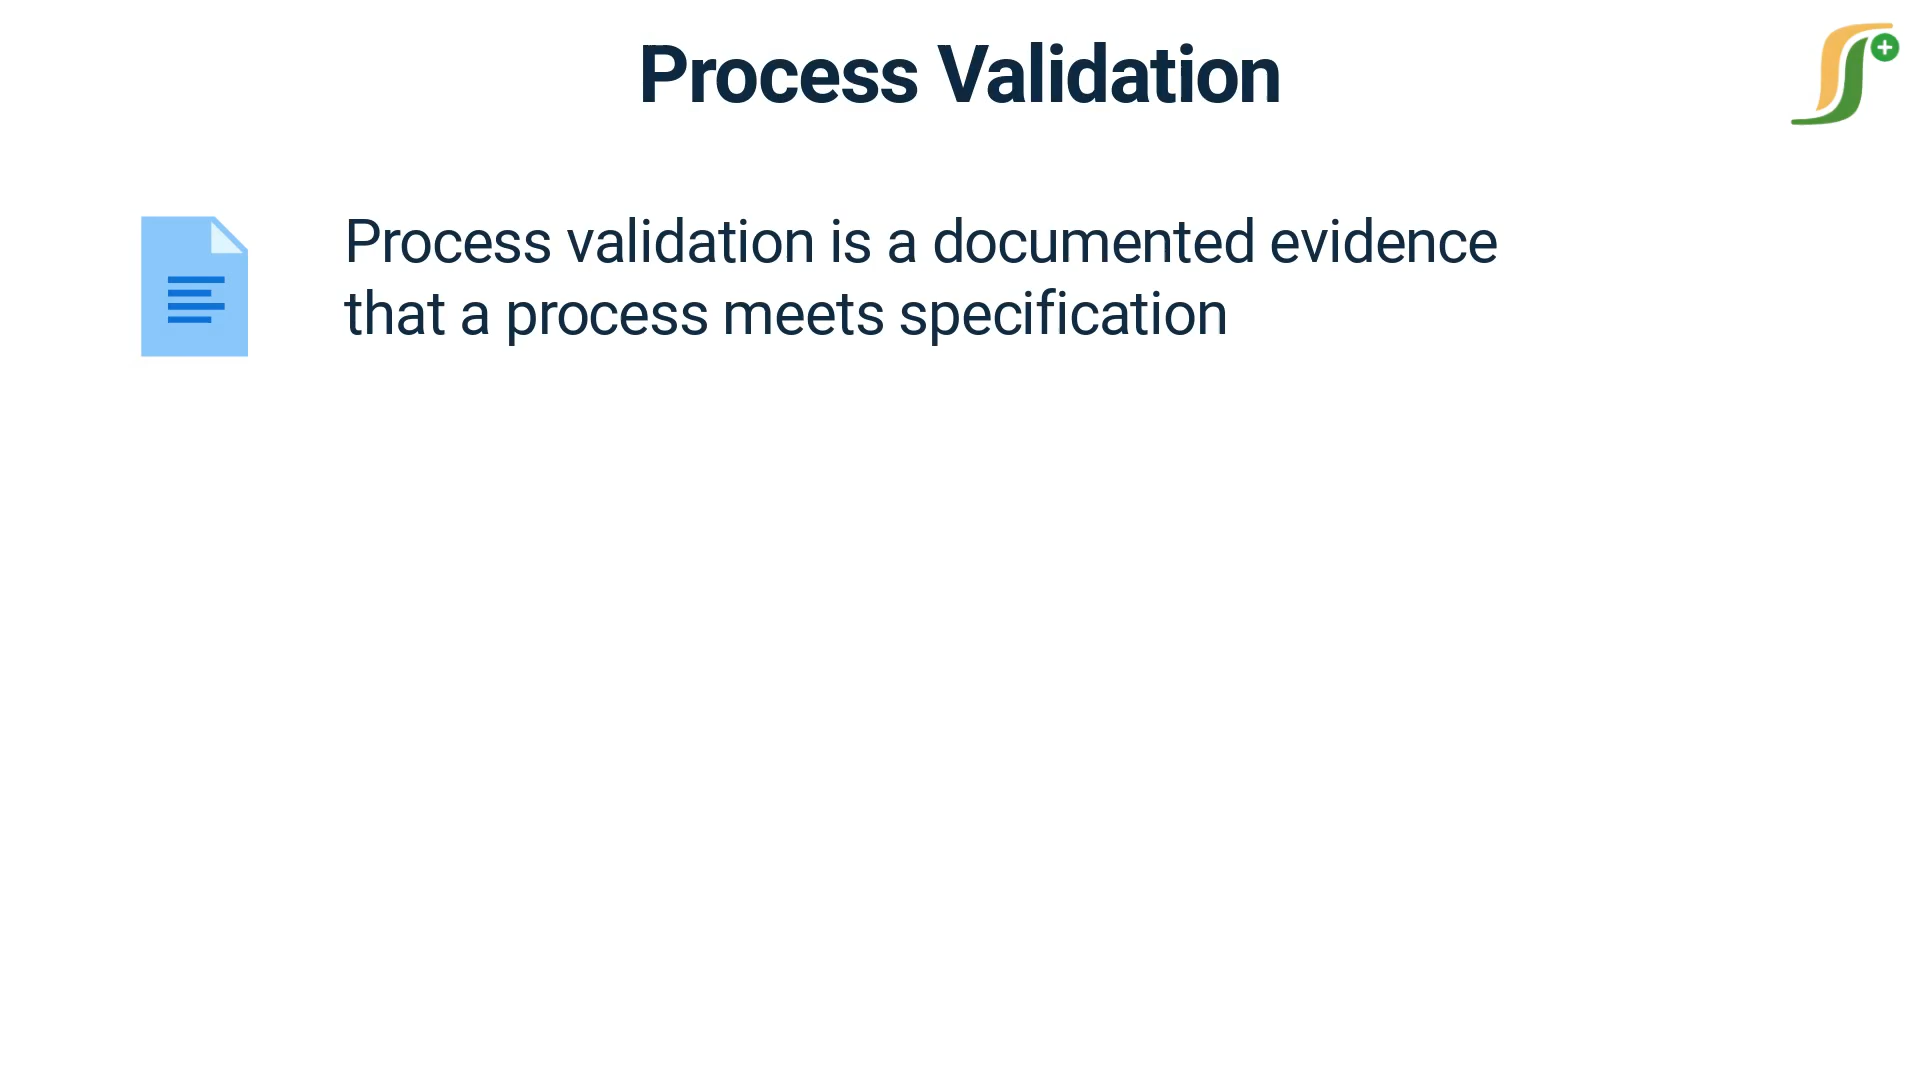 Process Validation
Process validation is a documented evidence
that a process meets specification